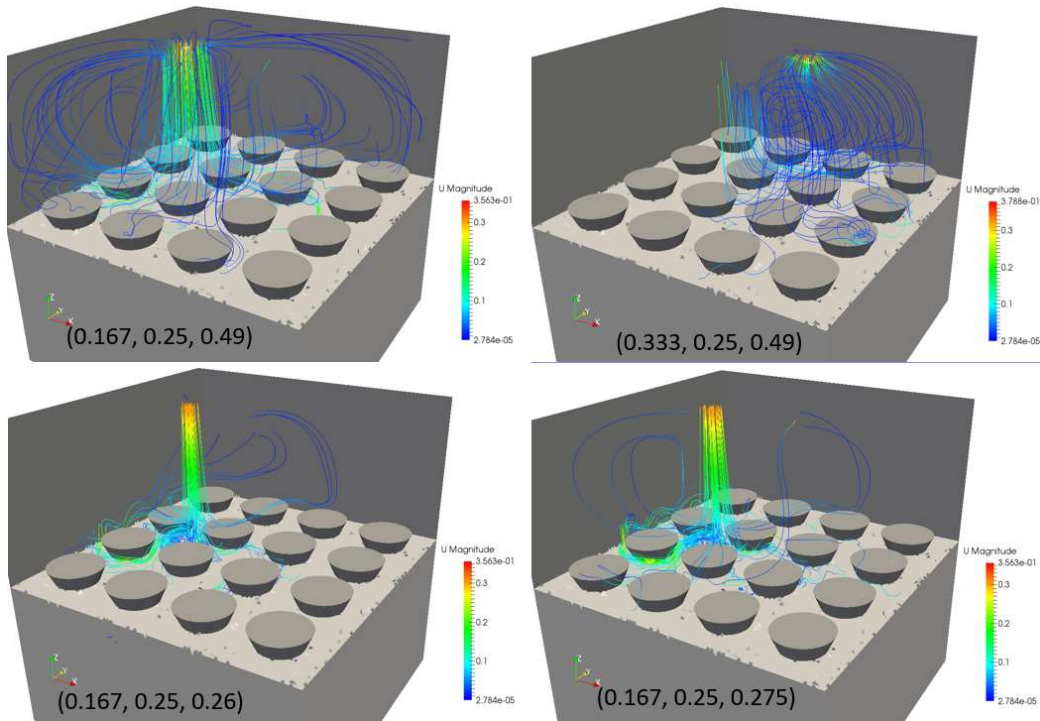 U Magnitude
3.563e-01
0.3
0.2
0.1
2.784e-05
Z
Y
X
(0.167, 0.25, 0.49)
U Magnitude
3.788e-01
0.3
0.2
0.1
2.784e-05
Z
Y
X
(0.333, 0.25, 0.49)
U Magnitude
3.563e-01
0.3
0.2
0.1
2.784e-05
Z
Y
X
(0.167, 0.25, 0.26)
U Magnitude
3.563e-01
0.3
0.2
0.1
2.784e-05
Z
Y
X
(0.167, 0.25, 0.275)